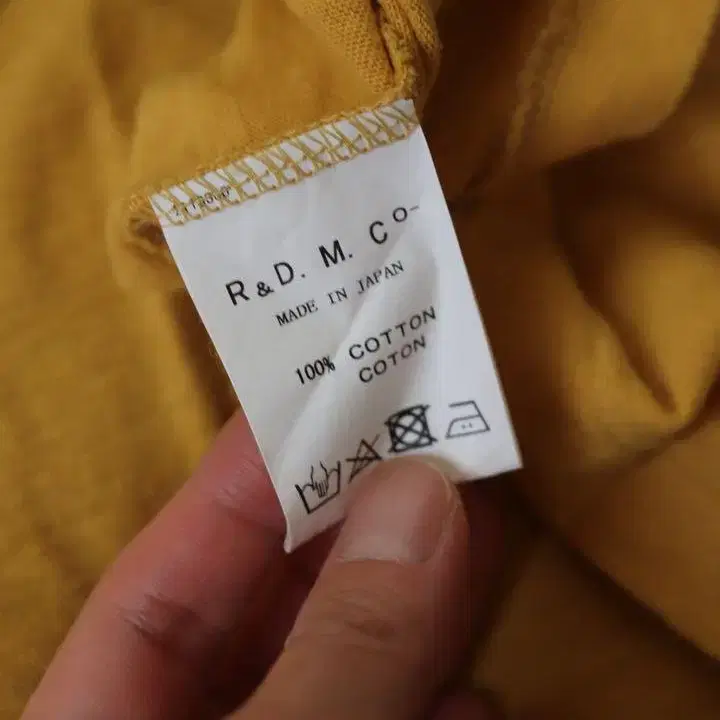 R&D. M. Co-
MADE IN JAPAN
100% COTTON
COTON